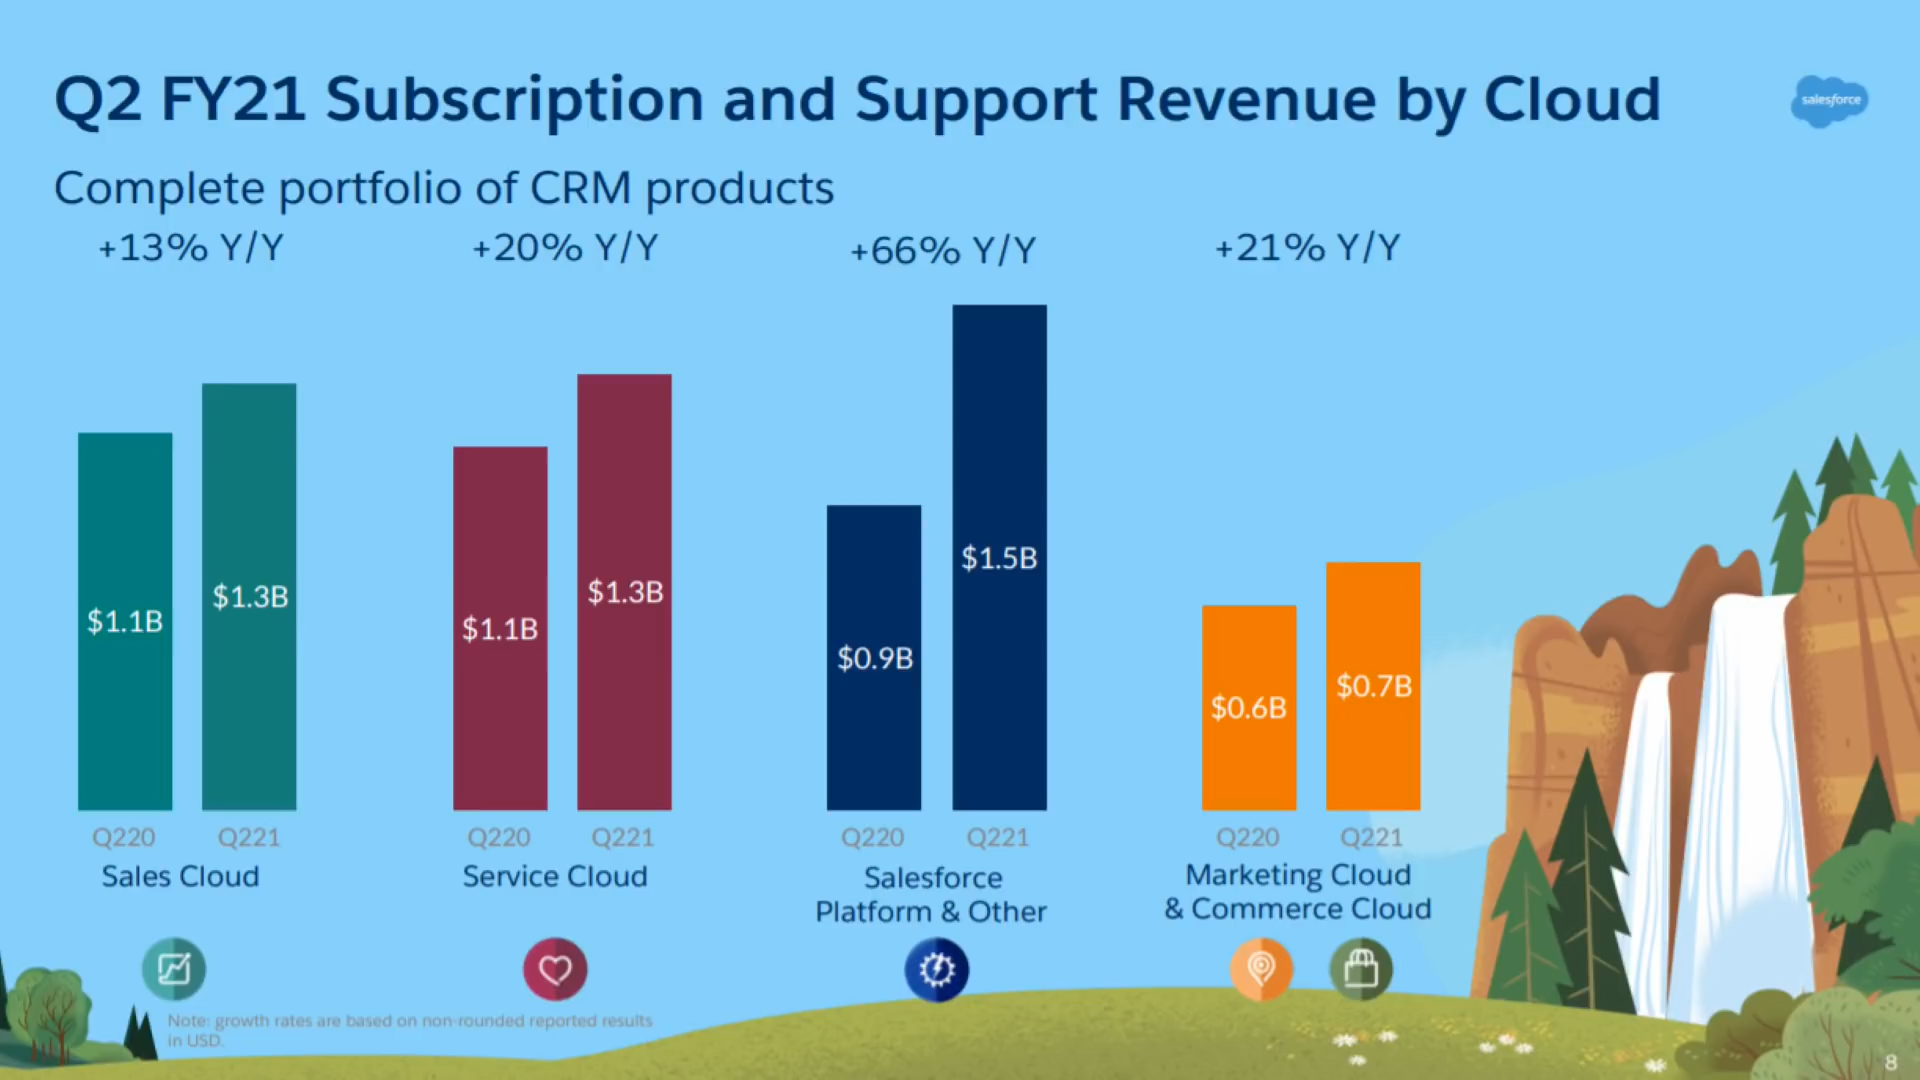 Q2 FY21 Subscription and Support Revenue by Cloud
salesforce
Complete portfolio of CRM products
+13% Y/Y
+20% Y/Y
+66% Y/Y
+21% Y/Y
$1.1B
$1.3B
$1.1B
$1.3B
$0.9B
$1.5B
$0.6B
$0.7B
Q220
Q221
Q220
Q221
Q220
Q221
Q220
Q221
Sales Cloud
Service Cloud
Salesforce
Platform & Other
Marketing Cloud
& Commerce Cloud
Note: growth rates are based on non-rounded reported results
in USD.
8